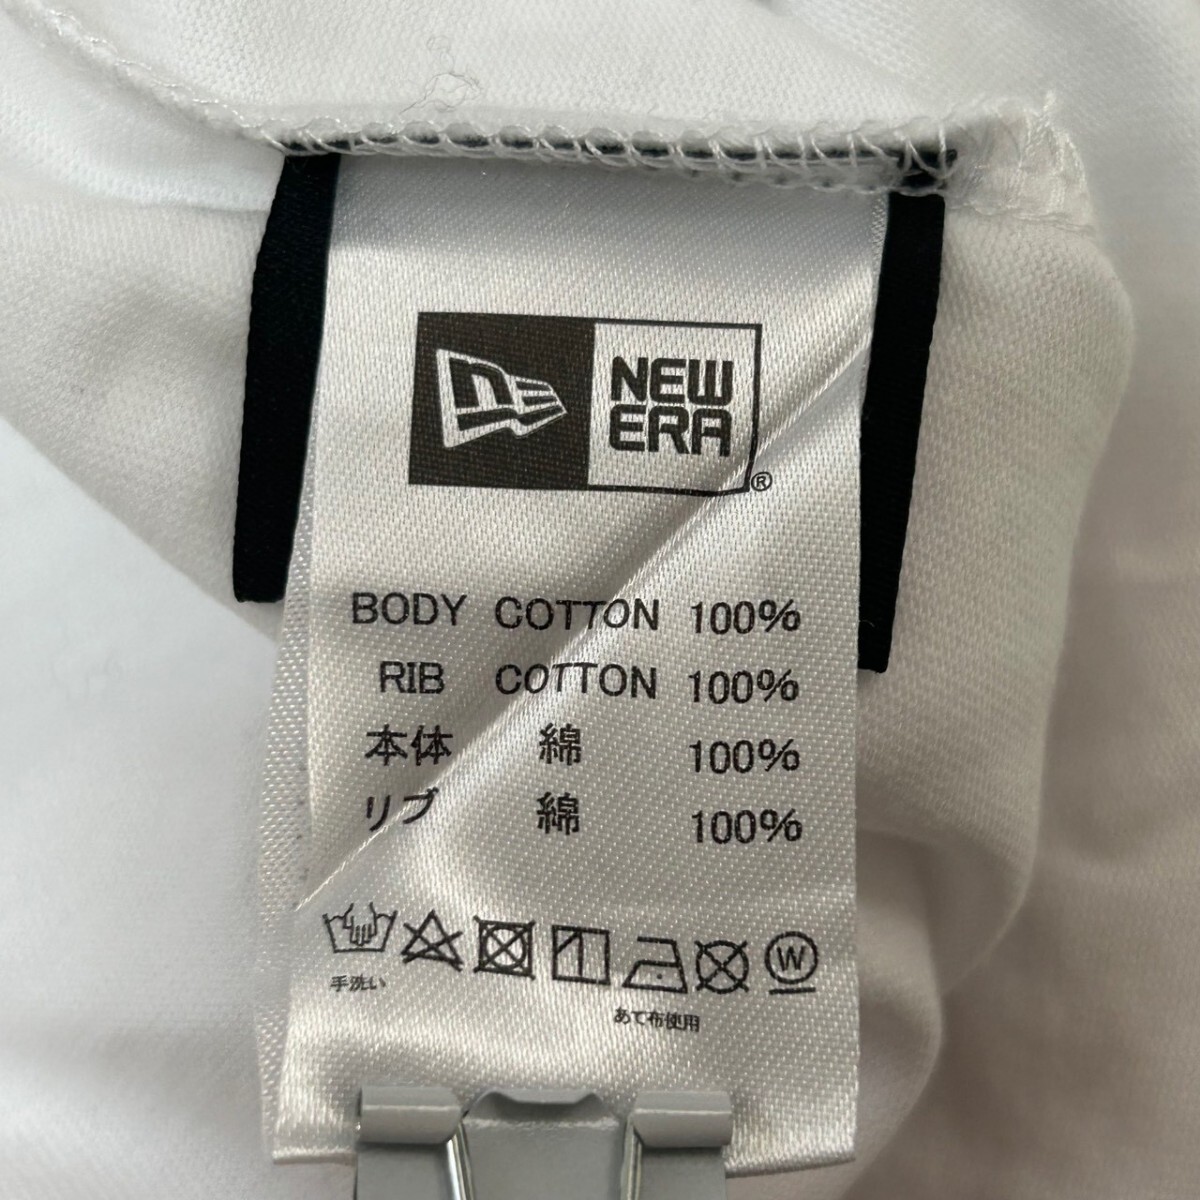 NEW
ERA
®
BODY COTTON 100%
RIB COTTON 100%
本体 綿 100%
リブ 綿 100%
W
手洗い
あて布使用